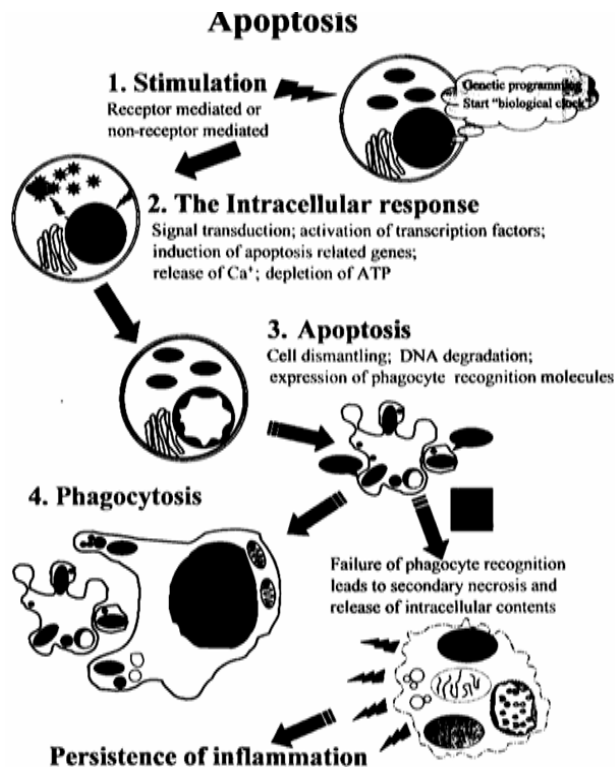 Apoptosis
1. Stimulation
Receptor mediated or
non-receptor mediated
Genetic programming
Start "biological clock"
2. The Intracellular response
Signal transduction; activation of transcription factors;
induction of apoptosis related genes;
release of Ca⁺; depletion of ATP
3. Apoptosis
Cell dismantling; DNA degradation;
expression of phagocyte recognition molecules
4. Phagocytosis
Failure of phagocyte recognition
leads to secondary necrosis and
release of intracellular contents
Persistence of inflammation